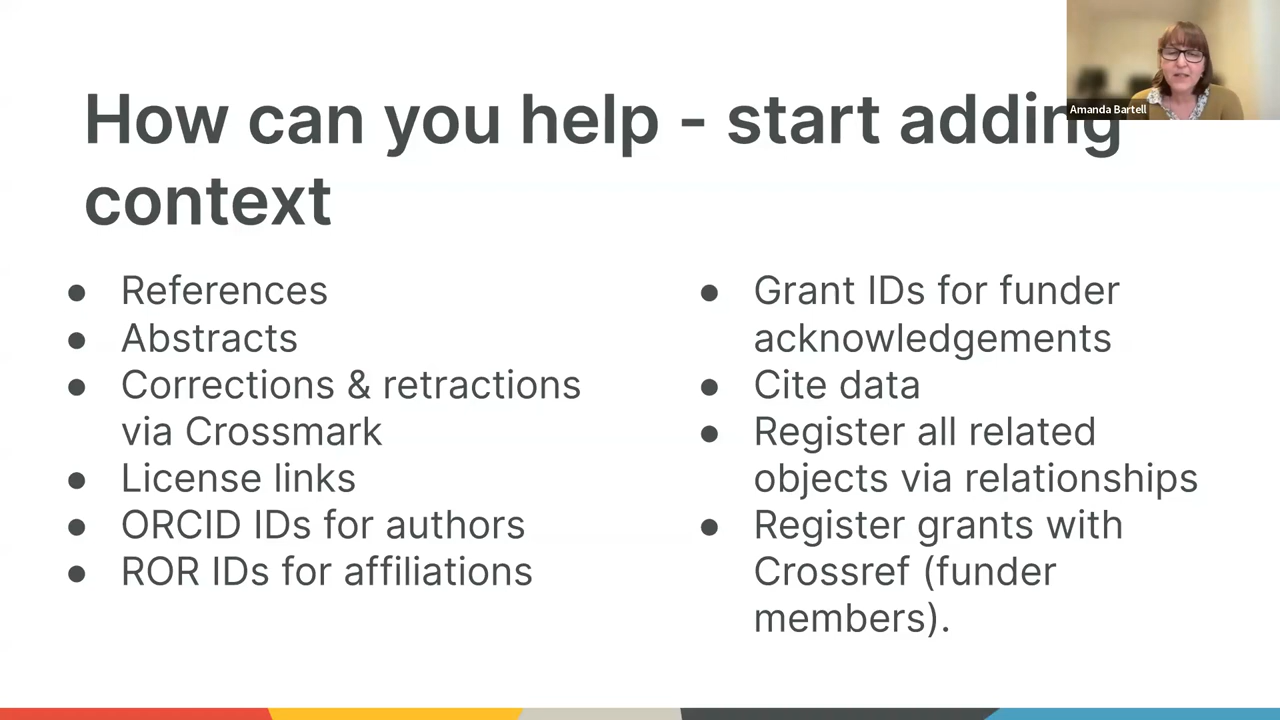 How can you help - start adding
context
Amanda Bartell
● References
● Abstracts
● Corrections & retractions
via Crossmark
● License links
● ORCID IDs for authors
● ROR IDs for affiliations
● Grant IDs for funder
acknowledgements
● Cite data
● Register all related
objects via relationships
● Register grants with
Crossref (funder
members).